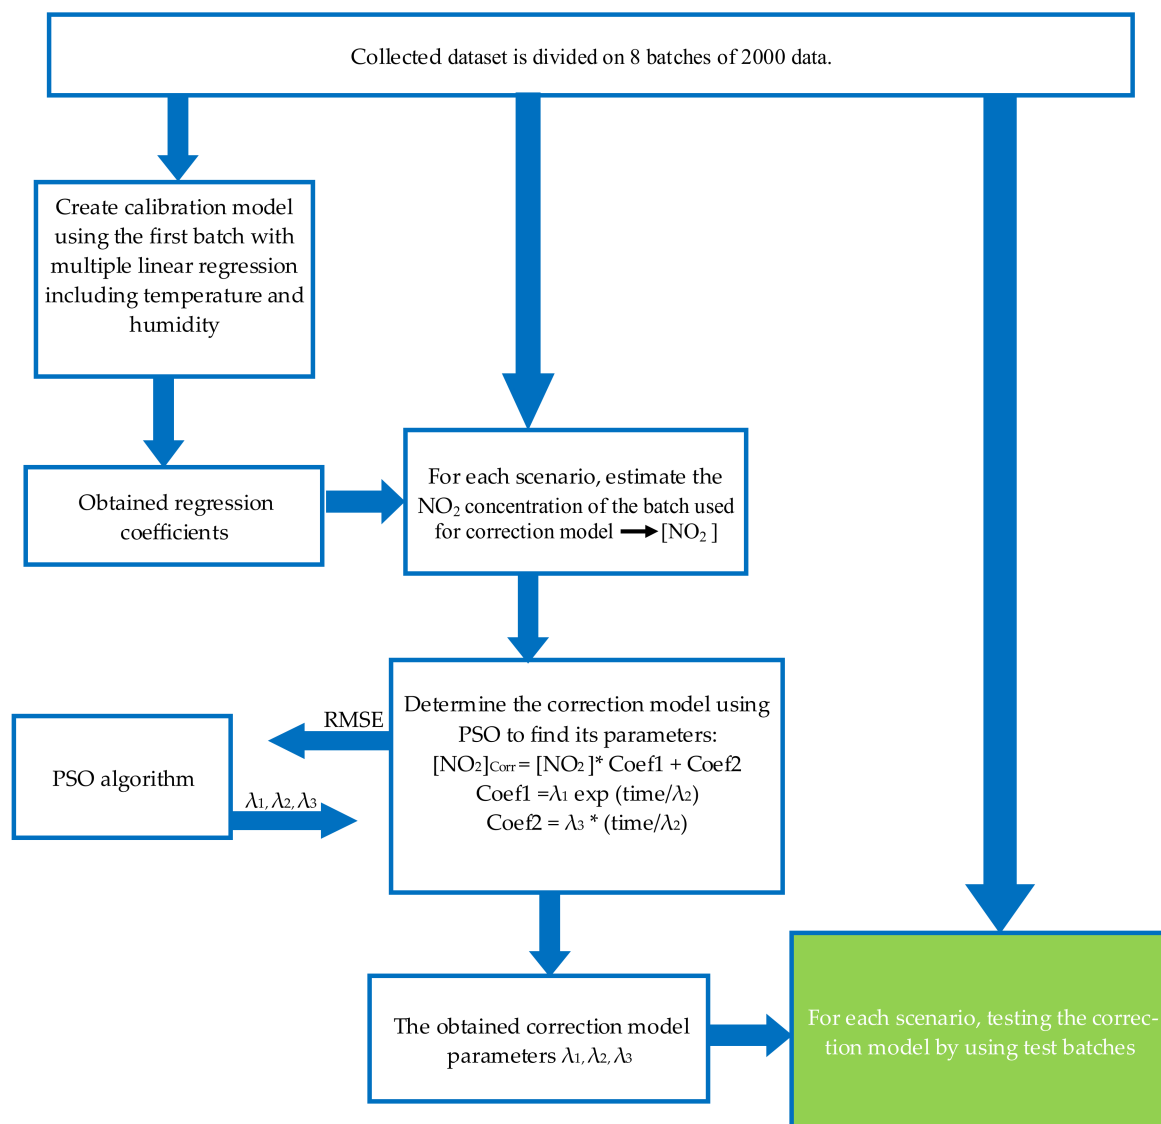 Collected dataset is divided on 8 batches of 2000 data.
Create calibration model
using the first batch with
multiple linear regression
including temperature and
humidity
Obtained regression
coefficients
For each scenario, estimate the
NO₂ concentration of the batch used
for correction model ⟶ [NO₂ ]
Determine the correction model using
PSO to find its parameters:
[NO₂]Corr = [NO₂ ]* Coef1 + Coef2
Coef1 =λ₁ exp (time/λ₂)
Coef2 = λ₃ * (time/λ₂)
RMSE
PSO algorithm
λ₁, λ₂, λ₃
The obtained correction model
parameters λ₁, λ₂, λ₃
For each scenario, testing the correc-
tion model by using test batches